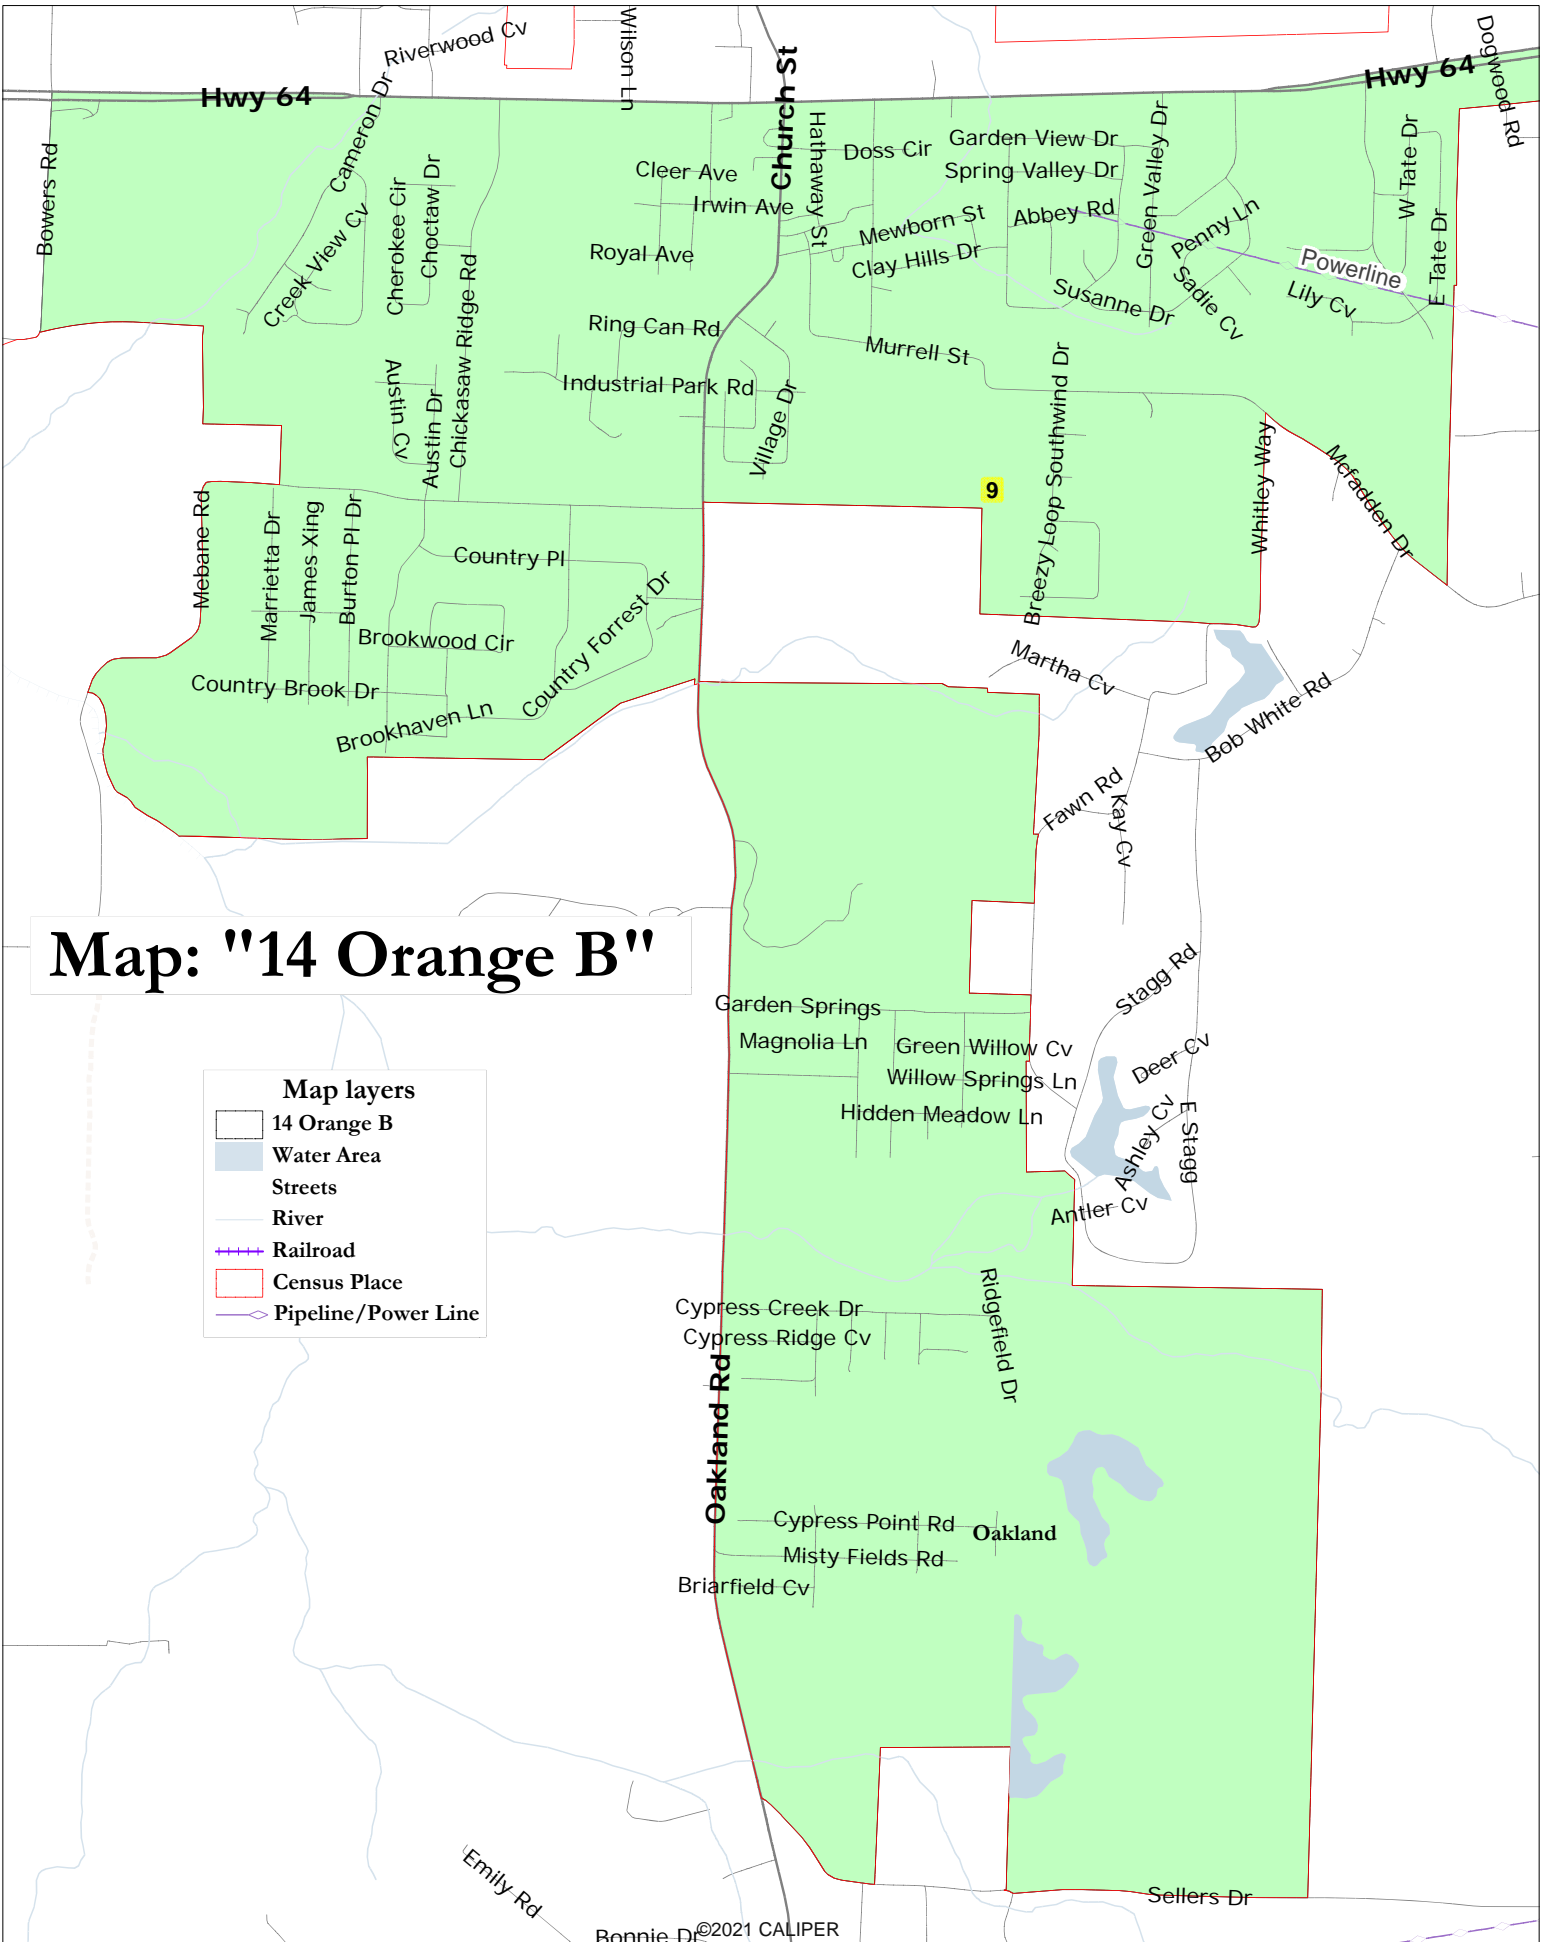 Riverwood Cv
Wilson Ln
Church St
Dogwood Rd
Hwy 64
Hwy 64
Bowers Rd
Cameron Dr
Creek View Cv
Cherokee Cir
Choctaw Dr
Chickasaw Ridge Rd
Cleer Ave
Irwin Ave
Royal Ave
Hathaway St
Doss Cir
Garden View Dr
Spring Valley Dr
Green Valley Dr
Mewborn St
Abbey Rd
Clay Hills Dr
Penny Ln
Susanne Dr
Sadie Cv
Powerline
Lily Cv
W Tate Dr
E Tate Dr
Ring Can Rd
Industrial Park Rd
Village Dr
Murrell St
Austin Cv
Austin Dr
Breezy Loop Southwind Dr
Whitley Way
Mcfadden Dr
9
Mebane Rd
Marrietta Dr
James Xing
Burton Pl Dr
Country Pl
Country Forrest Dr
Brookwood Cir
Country Brook Dr
Brookhaven Ln
Martha Cv
Bob White Rd
Fawn Rd
Kay Cv
Map: "14 Orange B"
Stagg Rd
Garden Springs
Magnolia Ln
Green Willow Cv
Willow Springs Ln
Hidden Meadow Ln
Deer Cv
Ashley Cv
E Stagg
Antler Cv
Map layers
14 Orange B
Water Area
Streets
River
Railroad
Census Place
Pipeline/Power Line
Cypress Creek Dr
Cypress Ridge Cv
Ridgefield Dr
Oakland Rd
Cypress Point Rd
Oakland
Misty Fields Rd
Briarfield Cv
Emily Rd
Sellers Dr
Bonnie Dr
©2021 CALIPER